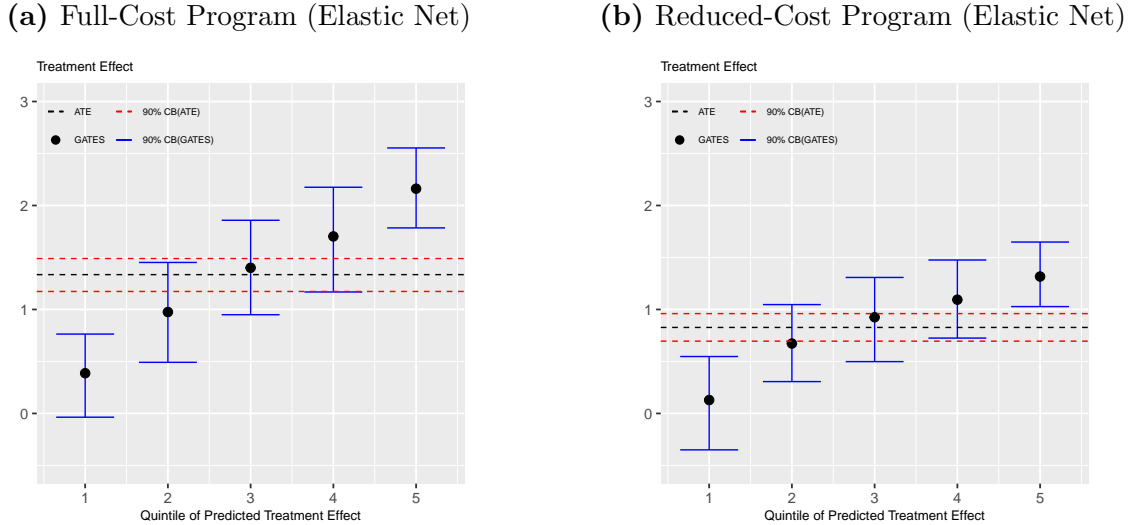 (a) Full-Cost Program (Elastic Net)
Treatment Effect
ATE
90% CB(ATE)
GATES
90% CB(GATES)
3
2
1
0
1 2 3 4 5
Quintile of Predicted Treatment Effect
(b) Reduced-Cost Program (Elastic Net)
Treatment Effect
ATE
90% CB(ATE)
GATES
90% CB(GATES)
3
2
1
0
1 2 3 4 5
Quintile of Predicted Treatment Effect